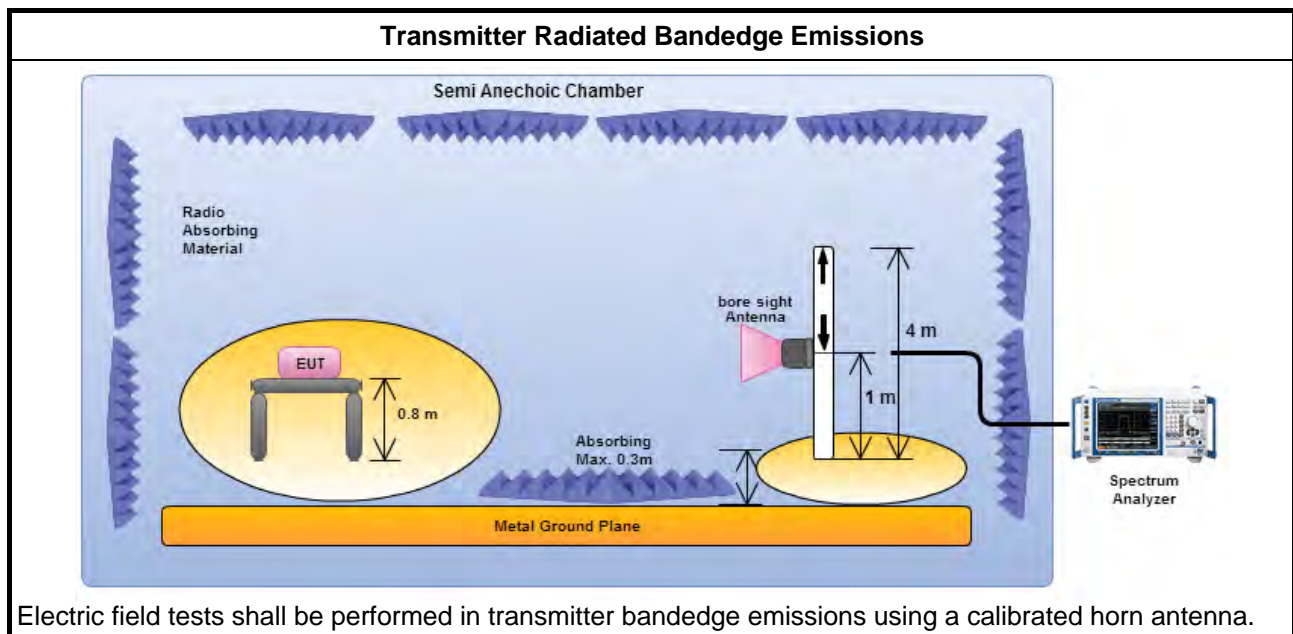 Transmitter Radiated Bandedge Emissions
Semi Anechoic Chamber
Radio
Absorbing
Material
bore sight
Antenna
4 m
EUT
1 m
0.8 m
Absorbing
Max. 0.3m
Spectrum
Analyzer
Metal Ground Plane
Electric field tests shall be performed in transmitter bandedge emissions using a calibrated horn antenna.